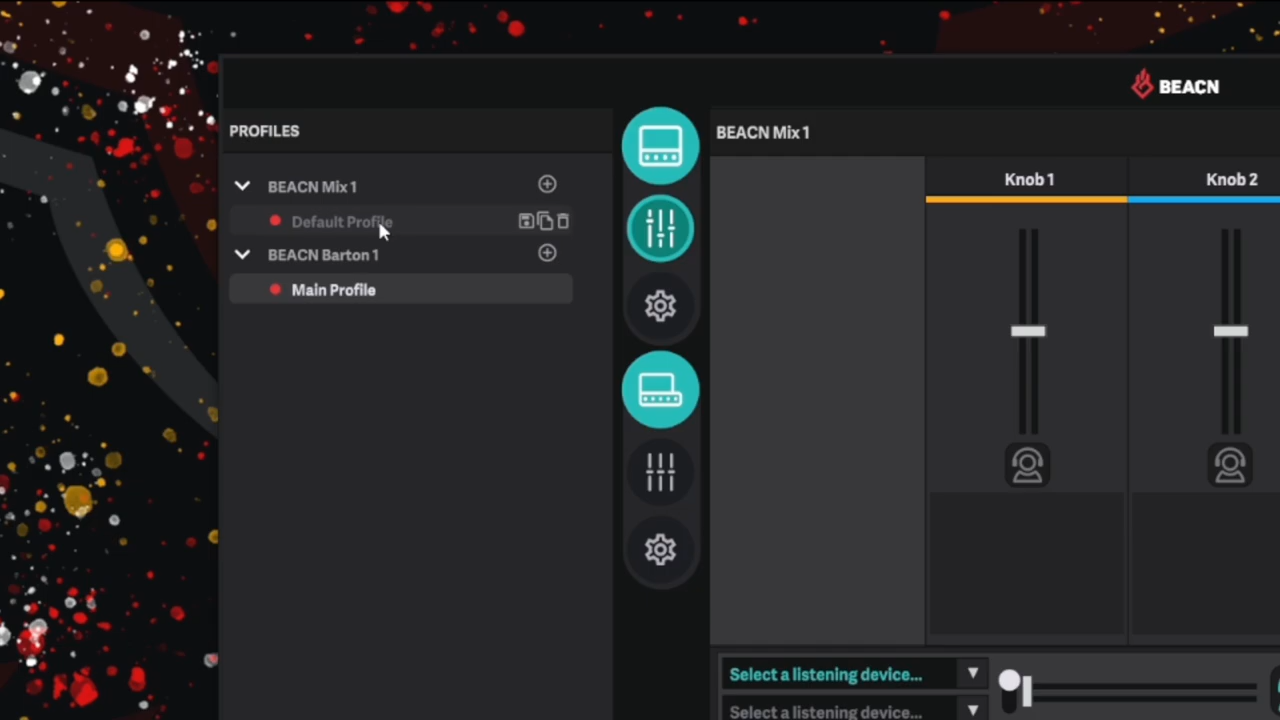 BEACN
PROFILES
BEACN Mix 1
Default Profile
BEACN Barton 1
Main Profile
BEACN Mix 1
Knob 1
Knob 2
Select a listening device...
Select a listening device...